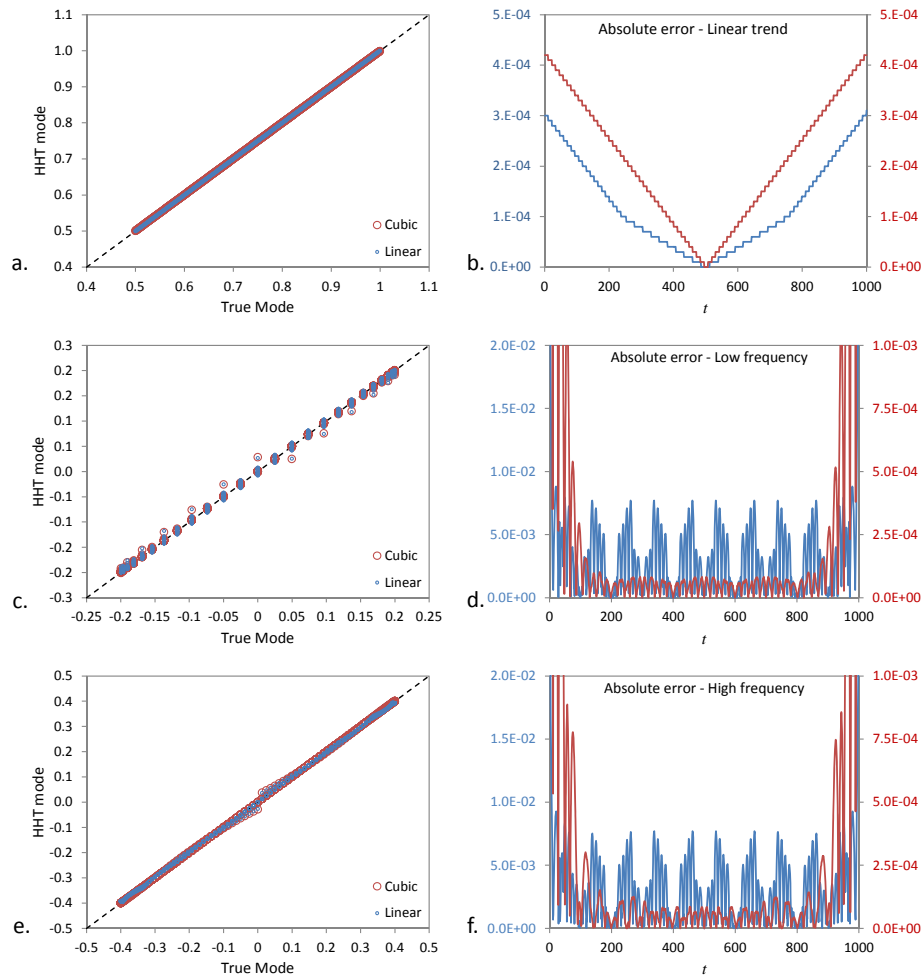 1.1
1.0
0.9
0.8
0.7
0.6
0.5
0.4
HHT mode
Cubic
Linear
a.
0.4 0.5 0.6 0.7 0.8 0.9 1 1.1
True Mode
Absolute error - Linear trend
5.E-04
4.E-04
3.E-04
2.E-04
1.E-04
0.E+00
5.E-04
4.E-04
3.E-04
2.E-04
1.E-04
0.E+00
b.
0 200 400 600 800 1000
t
0.3
0.2
0.2
0.1
0.1
0.0
-0.1
-0.1
-0.2
-0.2
-0.3
HHT mode
Cubic
Linear
c.
-0.25 -0.2 -0.15 -0.1 -0.05 0 0.05 0.1 0.15 0.2 0.25
True Mode
Absolute error - Low frequency
2.0E-02
1.5E-02
1.0E-02
5.0E-03
0.0E+00
1.0E-03
7.5E-04
5.0E-04
2.5E-04
0.0E+00
d.
0 200 400 600 800 1000
t
0.5
0.4
0.3
0.2
0.1
0.0
-0.1
-0.2
-0.3
-0.4
-0.5
HHT mode
Cubic
Linear
e.
-0.5 -0.4 -0.3 -0.2 -0.1 0 0.1 0.2 0.3 0.4 0.5
True Mode
Absolute error - High frequency
2.0E-02
1.5E-02
1.0E-02
5.0E-03
0.0E+00
1.0E-03
7.5E-04
5.0E-04
2.5E-04
0.0E+00
f.
0 200 400 600 800 1000
t